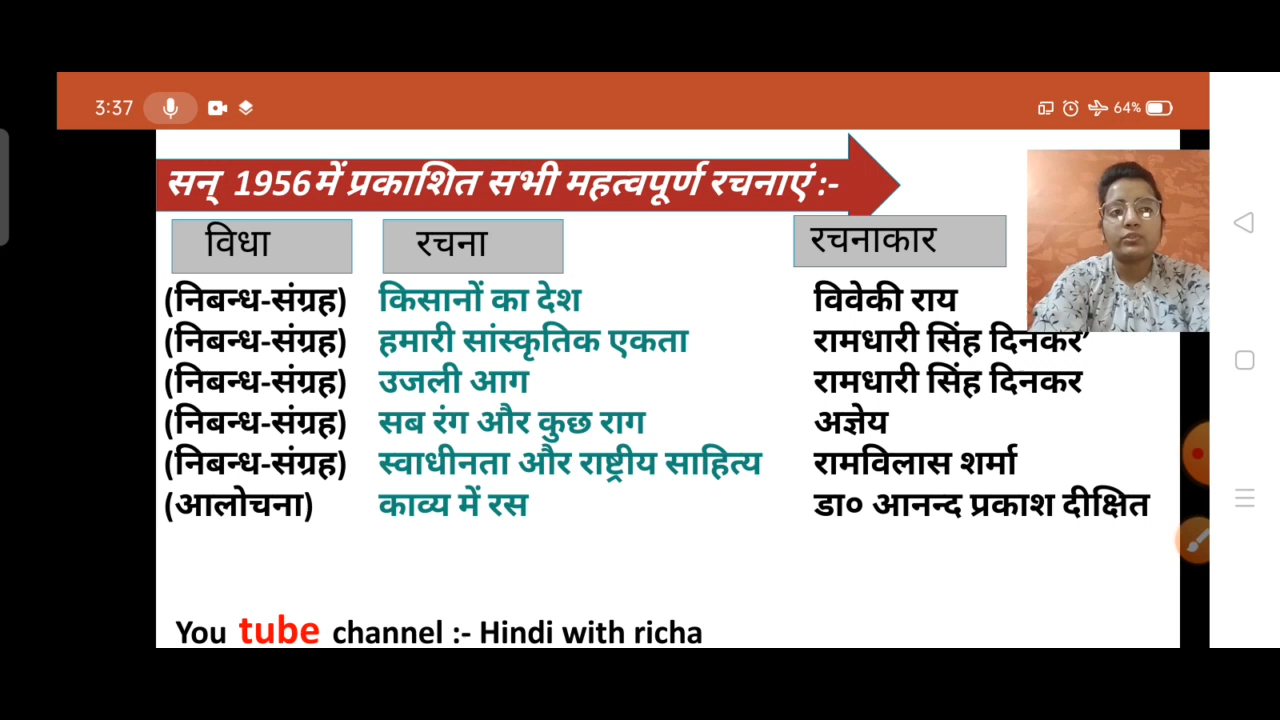 3:37
64%
सन् 1956 में प्रकाशित सभी महत्वपूर्ण रचनाएं :-
विधा रचना रचनाकार
(निबन्ध-संग्रह) किसानों का देश विवेकी राय
(निबन्ध-संग्रह) हमारी सांस्कृतिक एकता रामधारी सिंह दिनकर’
(निबन्ध-संग्रह) उजली आग रामधारी सिंह दिनकर
(निबन्ध-संग्रह) सब रंग और कुछ राग अज्ञेय
(निबन्ध-संग्रह) स्वाधीनता और राष्ट्रीय साहित्य रामविलास शर्मा
(आलोचना) काव्य में रस डा० आनन्द प्रकाश दीक्षित
You tube channel :- Hindi with richa